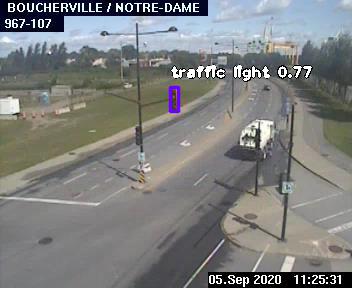 BOUCHERVILLE / NOTRE-DAME
967-107
traffic light 0.77
05.Sep 2020 11:25:31